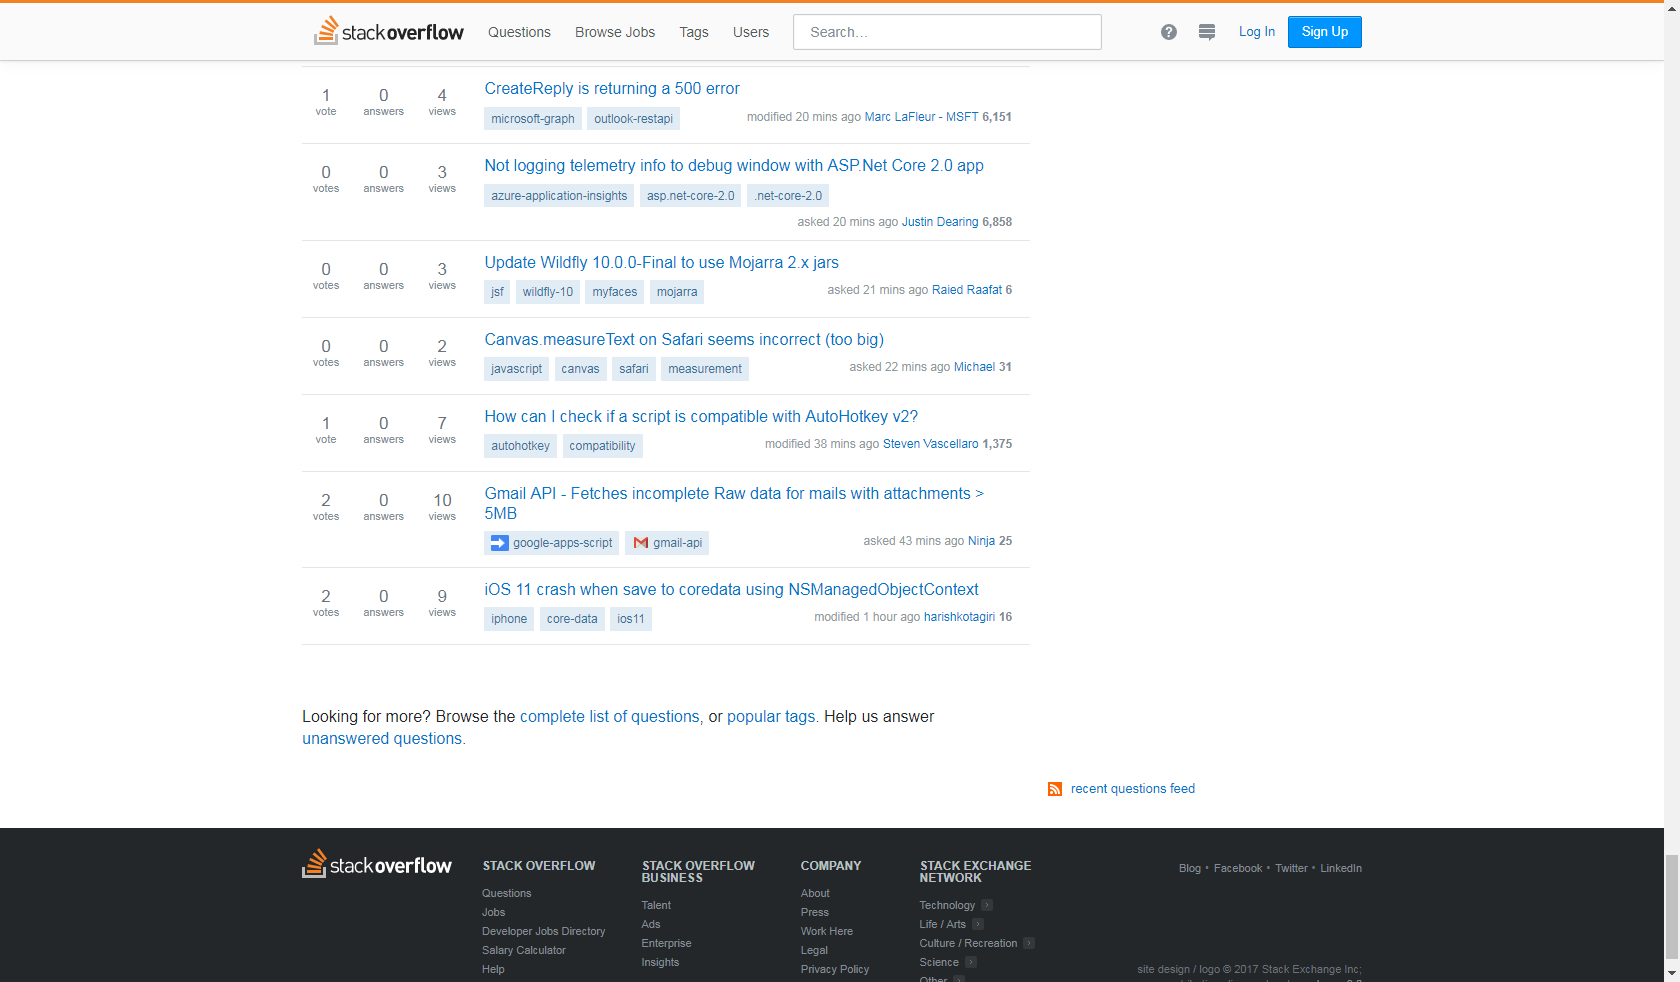 stackoverflow Questions Browse Jobs Tags Users Search... ? Log In Sign Up
CreateReply is returning a 500 error
1 0 4
vote answers views
microsoft-graph outlook-restapi modified 20 mins ago Marc LaFleur - MSFT 6,151
Not logging telemetry info to debug window with ASP.Net Core 2.0 app
0 0 3
votes answers views
azure-application-insights asp.net-core-2.0 .net-core-2.0
asked 20 mins ago Justin Dearing 6,858
Update Wildfly 10.0.0-Final to use Mojarra 2.x jars
0 0 3
votes answers views
jsf wildfly-10 myfaces mojarra asked 21 mins ago Raied Raafat 6
Canvas.measureText on Safari seems incorrect (too big)
0 0 2
votes answers views
javascript canvas safari measurement asked 22 mins ago Michael 31
How can I check if a script is compatible with AutoHotkey v2?
1 0 7
vote answers views
autohotkey compatibility modified 38 mins ago Steven Vascellaro 1,375
Gmail API - Fetches incomplete Raw data for mails with attachments >
5MB
2 0 10
votes answers views
google-apps-script gmail-api asked 43 mins ago Ninja 25
iOS 11 crash when save to coredata using NSManagedObjectContext
2 0 9
votes answers views
iphone core-data ios11 modified 1 hour ago harishkotagiri 16
Looking for more? Browse the complete list of questions, or popular tags. Help us answer
unanswered questions.
recent questions feed
stackoverflow
STACK OVERFLOW
Questions
Jobs
Developer Jobs Directory
Salary Calculator
Help
STACK OVERFLOW
BUSINESS
Talent
Ads
Enterprise
Insights
COMPANY
About
Press
Work Here
Legal
Privacy Policy
STACK EXCHANGE
NETWORK
Technology
Life / Arts
Culture / Recreation
Science
Other
Blog • Facebook • Twitter • LinkedIn
site design / logo © 2017 Stack Exchange Inc;